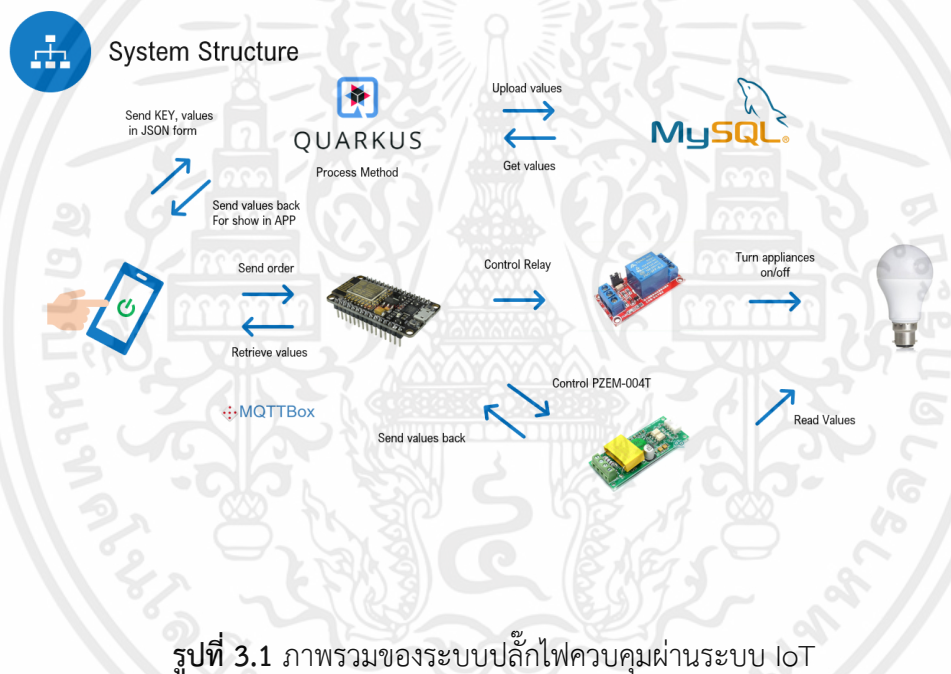 System Structure
Send KEY, values
in JSON form
QUARKUS
Process Method
Upload values
Get values
MySQL®
Send values back
For show in APP
Send order
Retrieve values
MQTTBox
Control Relay
Turn appliances
on/off
Control PZEM-004T
Send values back
Read Values
รูปที่ 3.1 ภาพรวมของระบบปลั๊กไฟควบคุมผ่านระบบ IoT